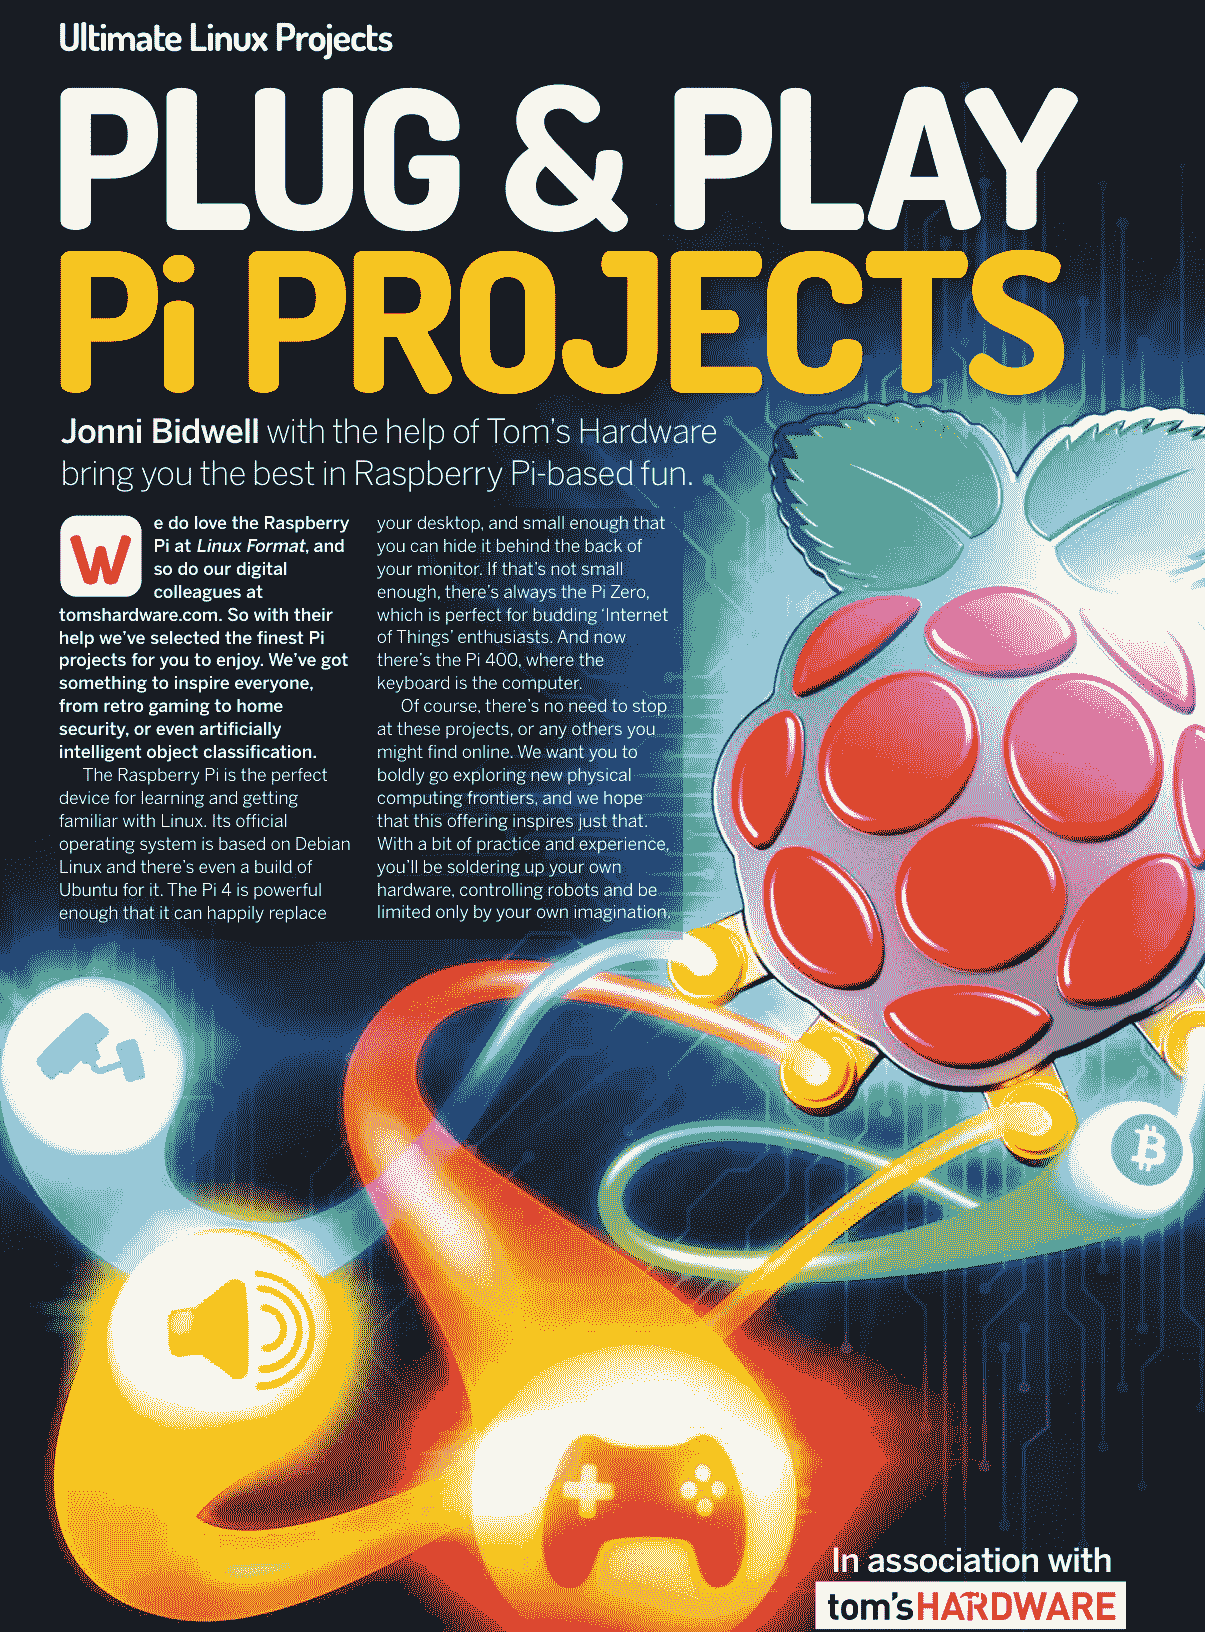 Ultimate Linux Projects
PLUG & PLAY
Pi PROJECTS
Jonni Bidwell with the help of Tom's Hardware
bring you the best in Raspberry Pi-based fun.
We do love the Raspberry
Pi at Linux Format, and
so do our digital
colleagues at
tomshardware.com. So with their
help we've selected the finest Pi
projects for you to enjoy. We've got
something to inspire everyone,
from retro gaming to home
security, or even artificially
intelligent object classification.
The Raspberry Pi is the perfect
device for learning and getting
familiar with Linux. Its official
operating system is based on Debian
Linux and there's even a build of
Ubuntu for it. The Pi 4 is powerful
enough that it can happily replace
your desktop, and small enough that
you can hide it behind the back of
your monitor. If that's not small
enough, there's always the Pi Zero,
which is perfect for budding 'Internet
of Things' enthusiasts. And now
there's the Pi 400, where the
keyboard is the computer.
Of course, there's no need to stop
at these projects, or any others you
might find online. We want you to
boldly go exploring new physical
computing frontiers, and we hope
that this offering inspires just that.
With a bit of practice and experience,
you'll be soldering up your own
hardware, controlling robots and be
limited only by your own imagination.
In association with
tom'sHARDWARE